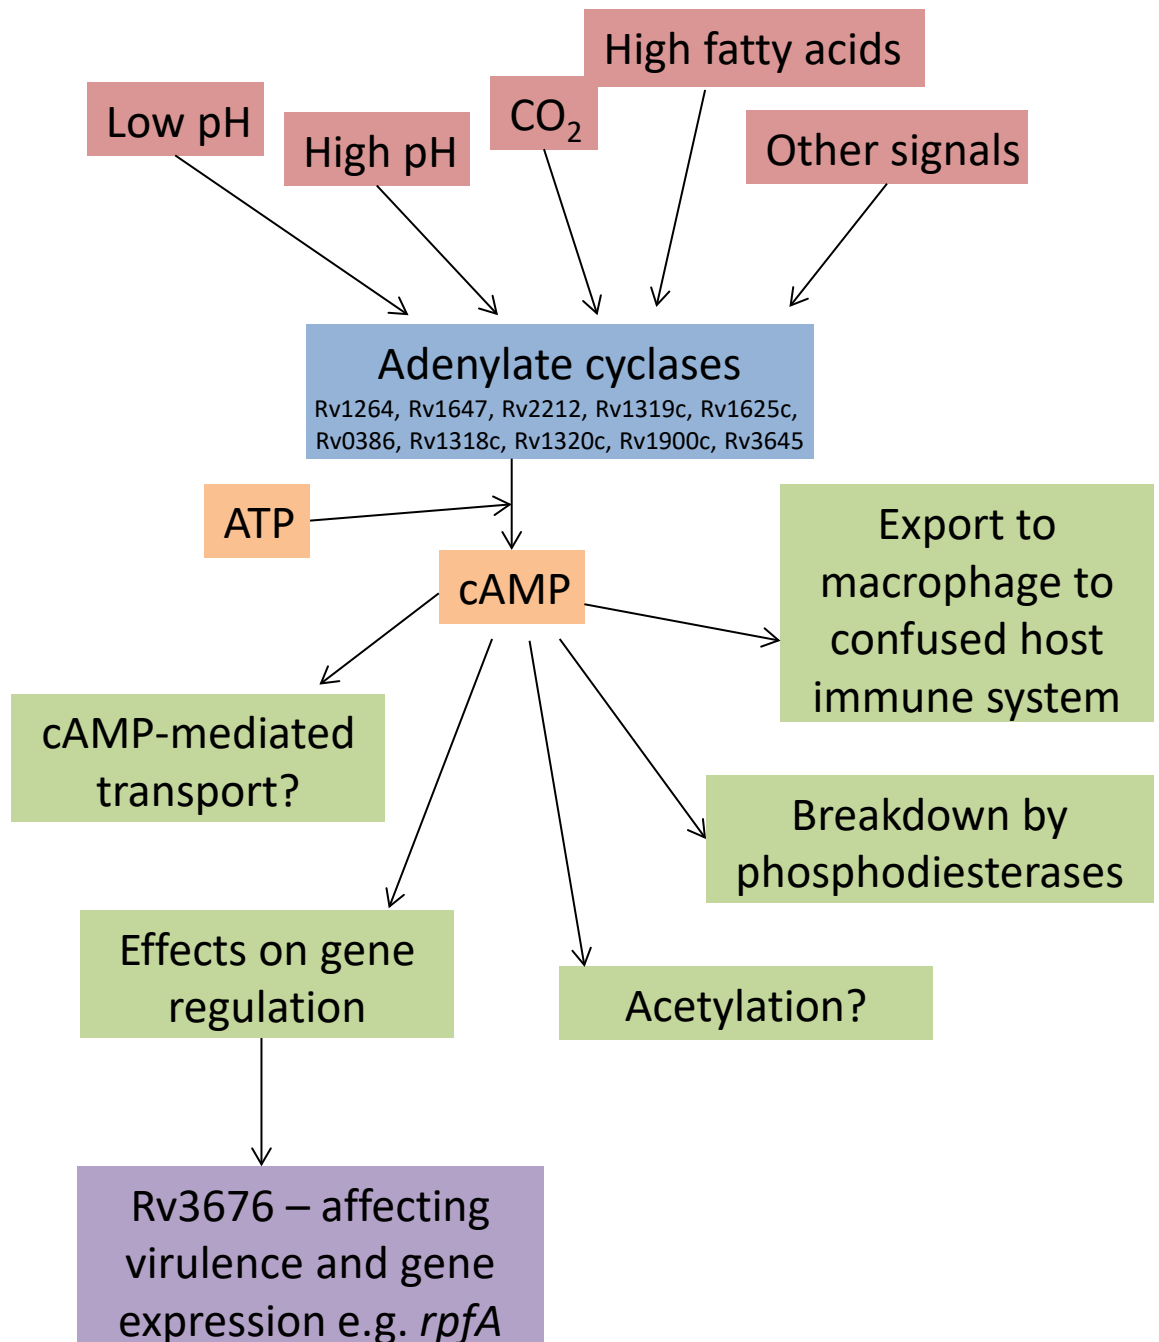 High fatty acids
Low pH
CO₂
High pH
Other signals
Adenylate cyclases
Rv1264, Rv1647, Rv2212, Rv1319c, Rv1625c,
Rv0386, Rv1318c, Rv1320c, Rv1900c, Rv3645
ATP
cAMP
Export to
macrophage to
confused host
immune system
cAMP-mediated
transport?
Breakdown by
phosphodiesterases
Effects on gene
regulation
Acetylation?
Rv3676 – affecting
virulence and gene
expression e.g. rpfA